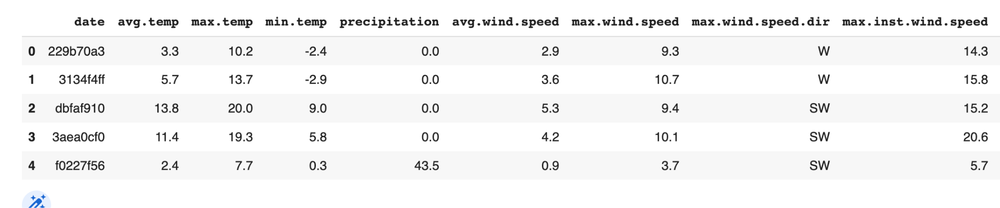 date avg.temp max.temp min.temp precipitation avg.wind.speed max.wind.speed max.wind.speed.dir max.inst.wind.speed
0 229b70a3 3.3 10.2 -2.4 0.0 2.9 9.3 W 14.3
1 3134f4ff 5.7 13.7 -2.9 0.0 3.6 10.7 W 15.8
2 dbfaf910 13.8 20.0 9.0 0.0 5.3 9.4 SW 15.2
3 3aea0cf0 11.4 19.3 5.8 0.0 4.2 10.1 SW 20.6
4 f0227f56 2.4 7.7 0.3 43.5 0.9 3.7 SW 5.7